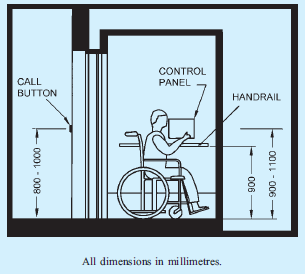 CALL
BUTTON
CONTROL
PANEL
HANDRAIL
800 - 1000
900
900 - 1100
All dimensions in millimetres.